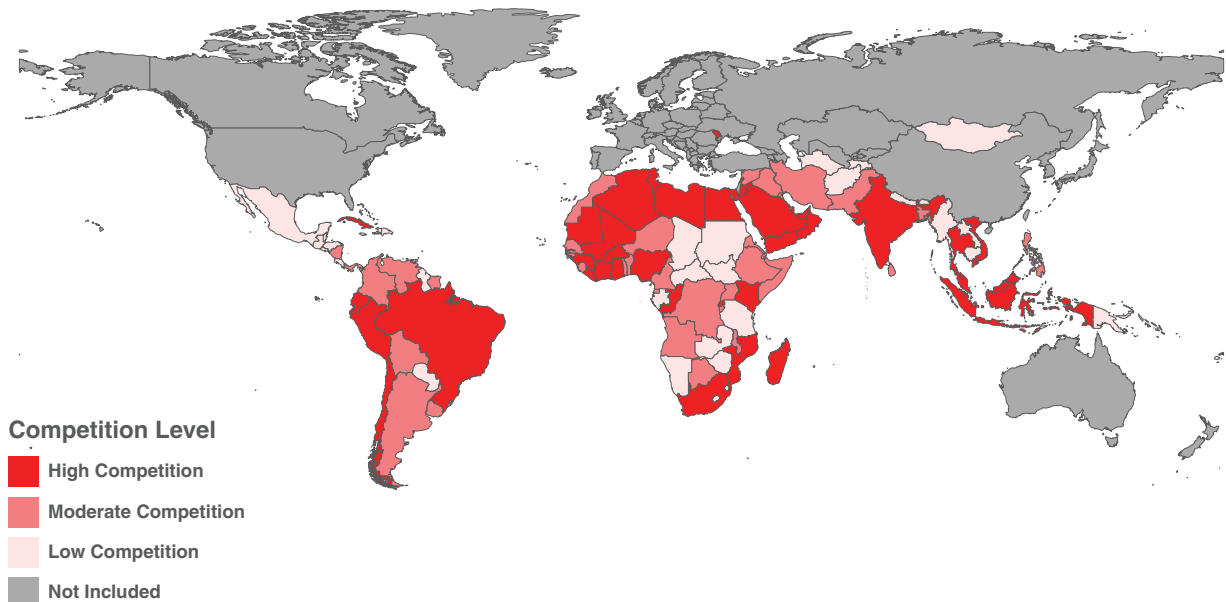 Competition Level
High Competition
Moderate Competition
Low Competition
Not Included